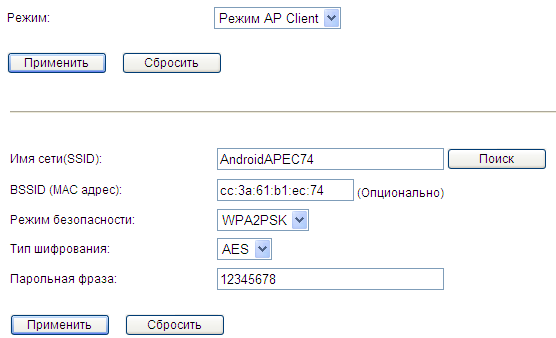 Режим: Режим AP Client
Применить Сбросить
Имя сети(SSID): AndroidAPEC74 Поиск
BSSID (MAC адрес): cc:3a:61:b1:ec:74 (Опционально)
Режим безопасности: WPA2PSK
Тип шифрования: AES
Парольная фраза: 12345678
Применить Сбросить